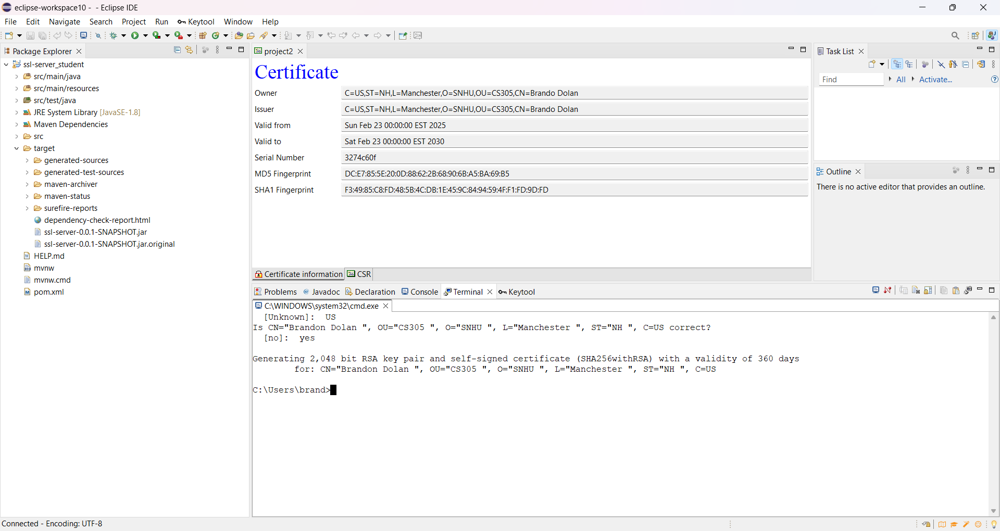 eclipse-workspace10 -  - Eclipse IDE
File Edit Navigate Search Project Run Keytool Window Help
Package Explorer
ssl-server_student
src/main/java
src/main/resources
src/test/java
JRE System Library [JavaSE-1.8]
Maven Dependencies
src
target
generated-sources
generated-test-sources
maven-archiver
maven-status
surefire-reports
dependency-check-report.html
ssl-server-0.0.1-SNAPSHOT.jar
ssl-server-0.0.1-SNAPSHOT.jar.original
HELP.md
mvnw
mvnw.cmd
pom.xml
project2
Certificate
Owner C=US,ST=NH,L=Manchester,O=SNHU,OU=CS305,CN=Brando Dolan
Issuer C=US,ST=NH,L=Manchester,O=SNHU,OU=CS305,CN=Brando Dolan
Valid from Sun Feb 23 00:00:00 EST 2025
Valid to Sat Feb 23 00:00:00 EST 2030
Serial Number 3274c60f
MD5 Fingerprint DC:E7:85:5E:20:0D:88:62:2B:68:90:6B:A5:BA:69:B5
SHA1 Fingerprint F3:49:85:C8:FD:48:5B:4C:DB:1E:45:9C:84:94:59:4F:F1:FD:9D:FD
Certificate information CSR
Task List
Find All Activate...
Outline
There is no active editor that provides an outline.
Problems @ Javadoc Declaration Console Terminal Keytool
C:\WINDOWS\system32\cmd.exe
[Unknown]:  US
Is CN="Brandon Dolan ", OU="CS305 ", O="SNHU ", L="Manchester ", ST="NH ", C=US correct?
[no]:  yes
Generating 2,048 bit RSA key pair and self-signed certificate (SHA256withRSA) with a validity of 360 days
for: CN="Brandon Dolan ", OU="CS305 ", O="SNHU ", L="Manchester ", ST="NH ", C=US
C:\Users\brand>
Connected - Encoding: UTF-8